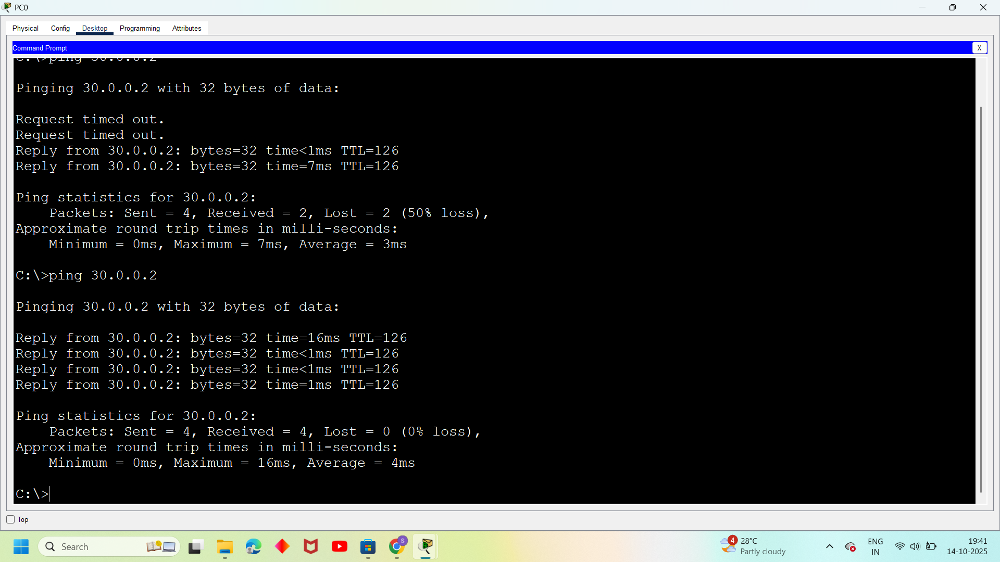 PC0
Physical Config Desktop Programming Attributes
Command Prompt X
C:\>ping 30.0.0.2
Pinging 30.0.0.2 with 32 bytes of data:
Request timed out.
Request timed out.
Reply from 30.0.0.2: bytes=32 time<1ms TTL=126
Reply from 30.0.0.2: bytes=32 time=7ms TTL=126
Ping statistics for 30.0.0.2:
Packets: Sent = 4, Received = 2, Lost = 2 (50% loss),
Approximate round trip times in milli-seconds:
Minimum = 0ms, Maximum = 7ms, Average = 3ms
C:\>ping 30.0.0.2
Pinging 30.0.0.2 with 32 bytes of data:
Reply from 30.0.0.2: bytes=32 time=16ms TTL=126
Reply from 30.0.0.2: bytes=32 time<1ms TTL=126
Reply from 30.0.0.2: bytes=32 time<1ms TTL=126
Reply from 30.0.0.2: bytes=32 time=1ms TTL=126
Ping statistics for 30.0.0.2:
Packets: Sent = 4, Received = 4, Lost = 0 (0% loss),
Approximate round trip times in milli-seconds:
Minimum = 0ms, Maximum = 16ms, Average = 4ms
C:\>
Top
Search
S
4
28°C
Partly cloudy
ENG
IN
19:41
14-10-2025